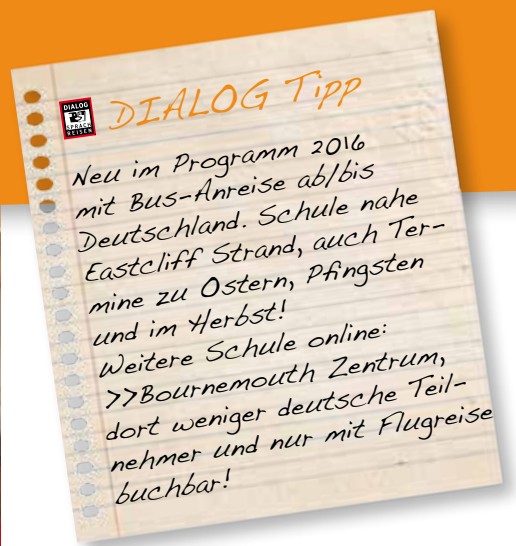 DIALOG
SPRACH
REISEN
DIALOG Tipp
Neu im Programm 2016
mit Bus-Anreise ab/bis
Deutschland. Schule nahe
Eastcliff Strand, auch Ter-
mine zu Ostern, Pfingsten
und im Herbst!
Weitere Schule online:
>>Bournemouth Zentrum,
dort weniger deutsche Teil-
nehmer und nur mit Flugreise
buchbar!